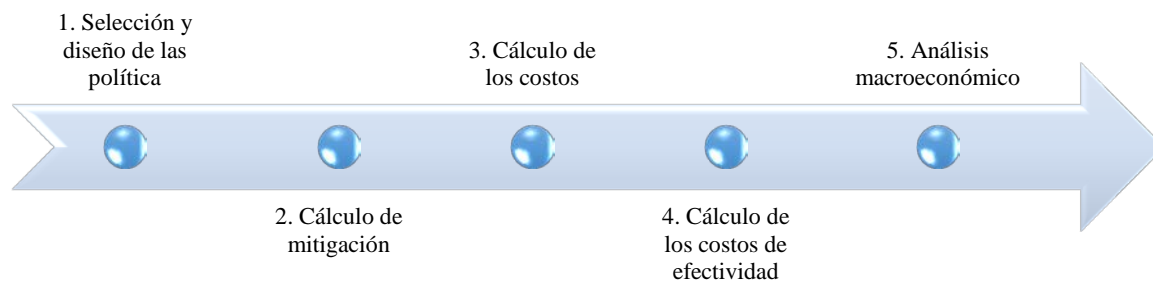 1. Selección y
diseño de las
política
2. Cálculo de
mitigación
3. Cálculo de
los costos
4. Cálculo de
los costos de
efectividad
5. Análisis
macroeconómico